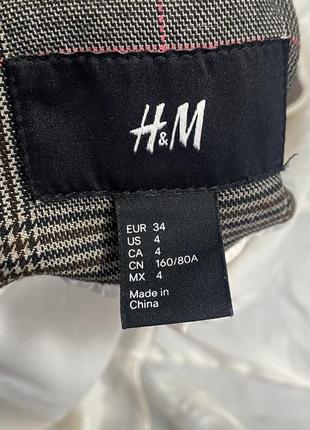 H&M
EUR 34
US 4
CA 4
CN 160/80A
MX 4
Made in
China